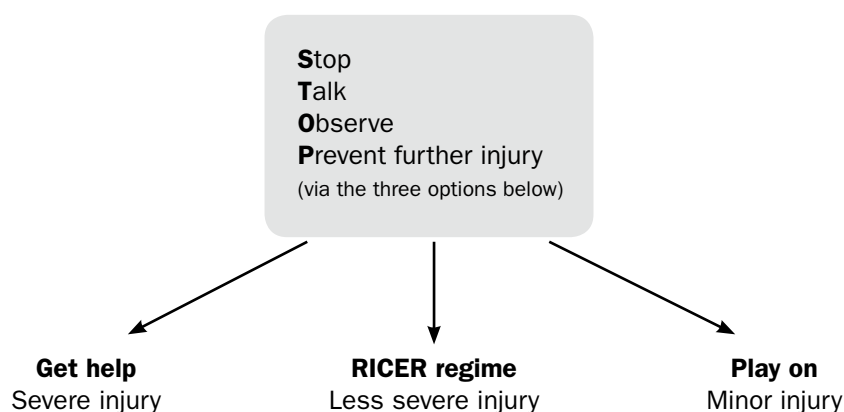 Stop
Talk
Observe
Prevent further injury
(via the three options below)
Get help
Severe injury
RICER regime
Less severe injury
Play on
Minor injury